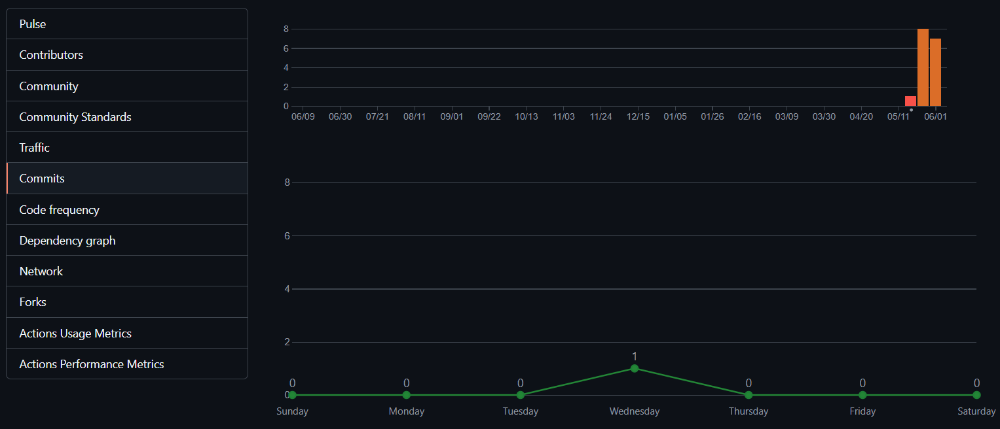 Pulse
Contributors
Community
Community Standards
Traffic
Commits
Code frequency
Dependency graph
Network
Forks
Actions Usage Metrics
Actions Performance Metrics
8
6
4
2
0
06/09 06/30 07/21 08/11 09/01 09/22 10/13 11/03 11/24 12/15 01/05 01/26 02/16 03/09 03/30 04/20 05/11 06/01
8
6
4
2
1
0 0 0 0 0 0
0
Sunday Monday Tuesday Wednesday Thursday Friday Saturday